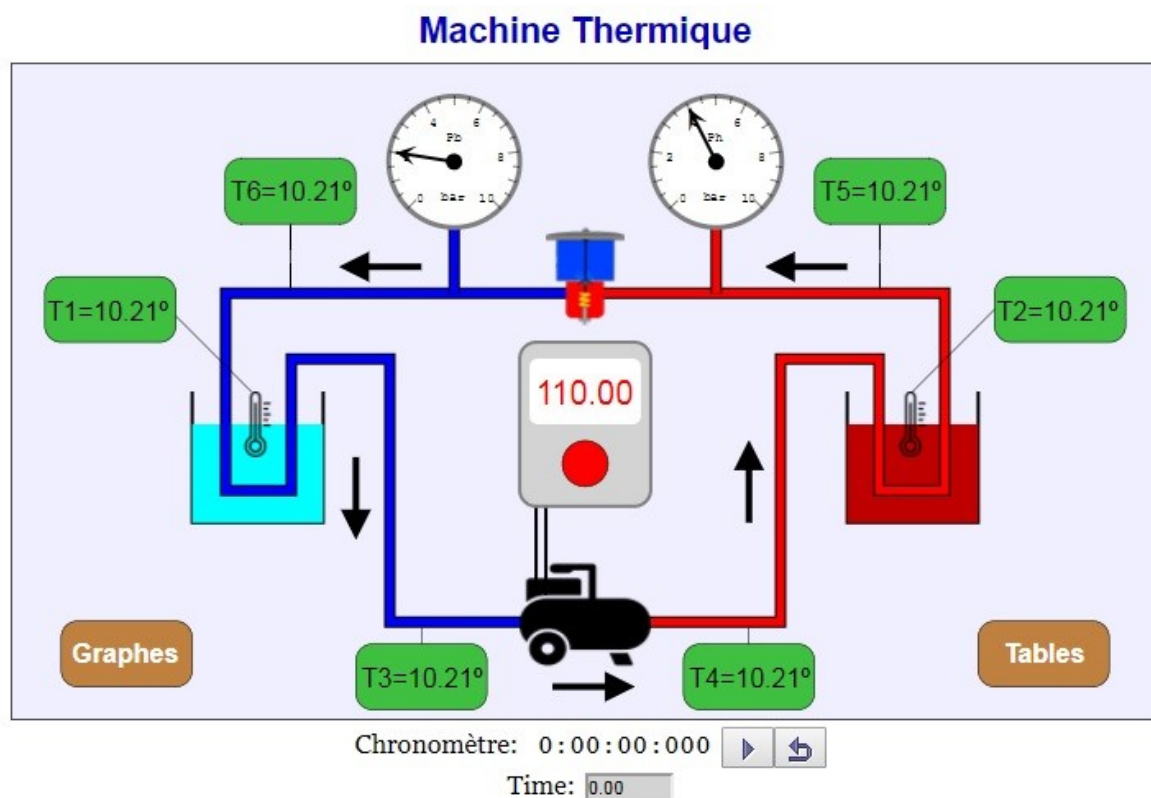 Machine Thermique
4 6
Pb
8
0 bar 10
6
Ph
2 8
0 bar 10
T6=10.21º
T5=10.21º
T1=10.21º
T2=10.21º
110.00
Graphes
Tables
T3=10.21º
T4=10.21º
Chronomètre: 0:00:00:000
Time: 0.00